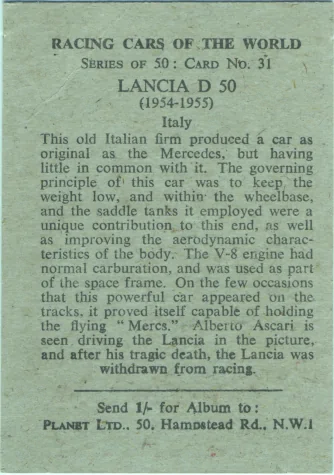 RACING CARS OF THE WORLD
SERIES OF 50: CARD NO. 31
LANCIA D 50
(1954-1955)
Italy
This old Italian firm produced a car as
original as the Mercedes, but having
little in common with it. The governing
principle of this car was to keep the
weight low, and within the wheelbase,
and the saddle tanks it employed were a
unique contribution to this end, as well
as improving the aerodynamic charac-
teristics of the body. The V-8 engine had
normal carburation, and was used as part
of the space frame. On the few occasions
that this powerful car appeared on the
tracks, it proved itself capable of holding
the flying "Mercs." Alberto Ascari is
seen driving the Lancia in the picture,
and after his tragic death, the Lancia was
withdrawn from racing.
Send 1/- for Album to:
PLANET LTD., 50, Hampstead Rd., N.W.1